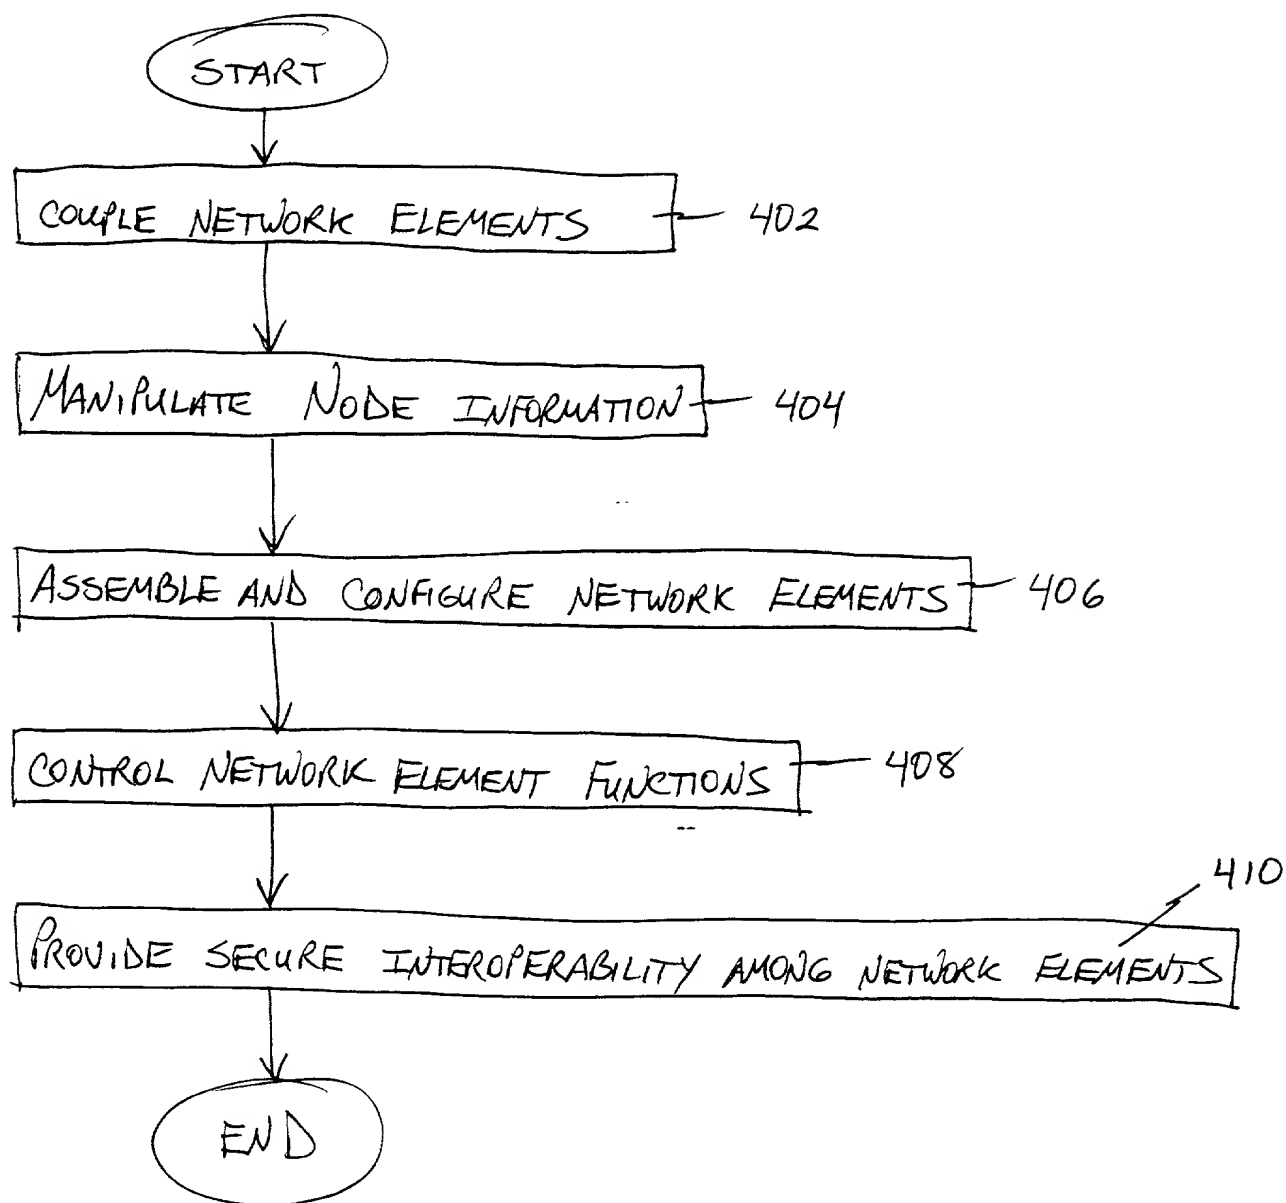 START
COUPLE NETWORK ELEMENTS 402
MANIPULATE NODE INFORMATION 404
ASSEMBLE AND CONFIGURE NETWORK ELEMENTS 406
CONTROL NETWORK ELEMENT FUNCTIONS 408
410
PROVIDE SECURE INTEROPERABILITY AMONG NETWORK ELEMENTS
END